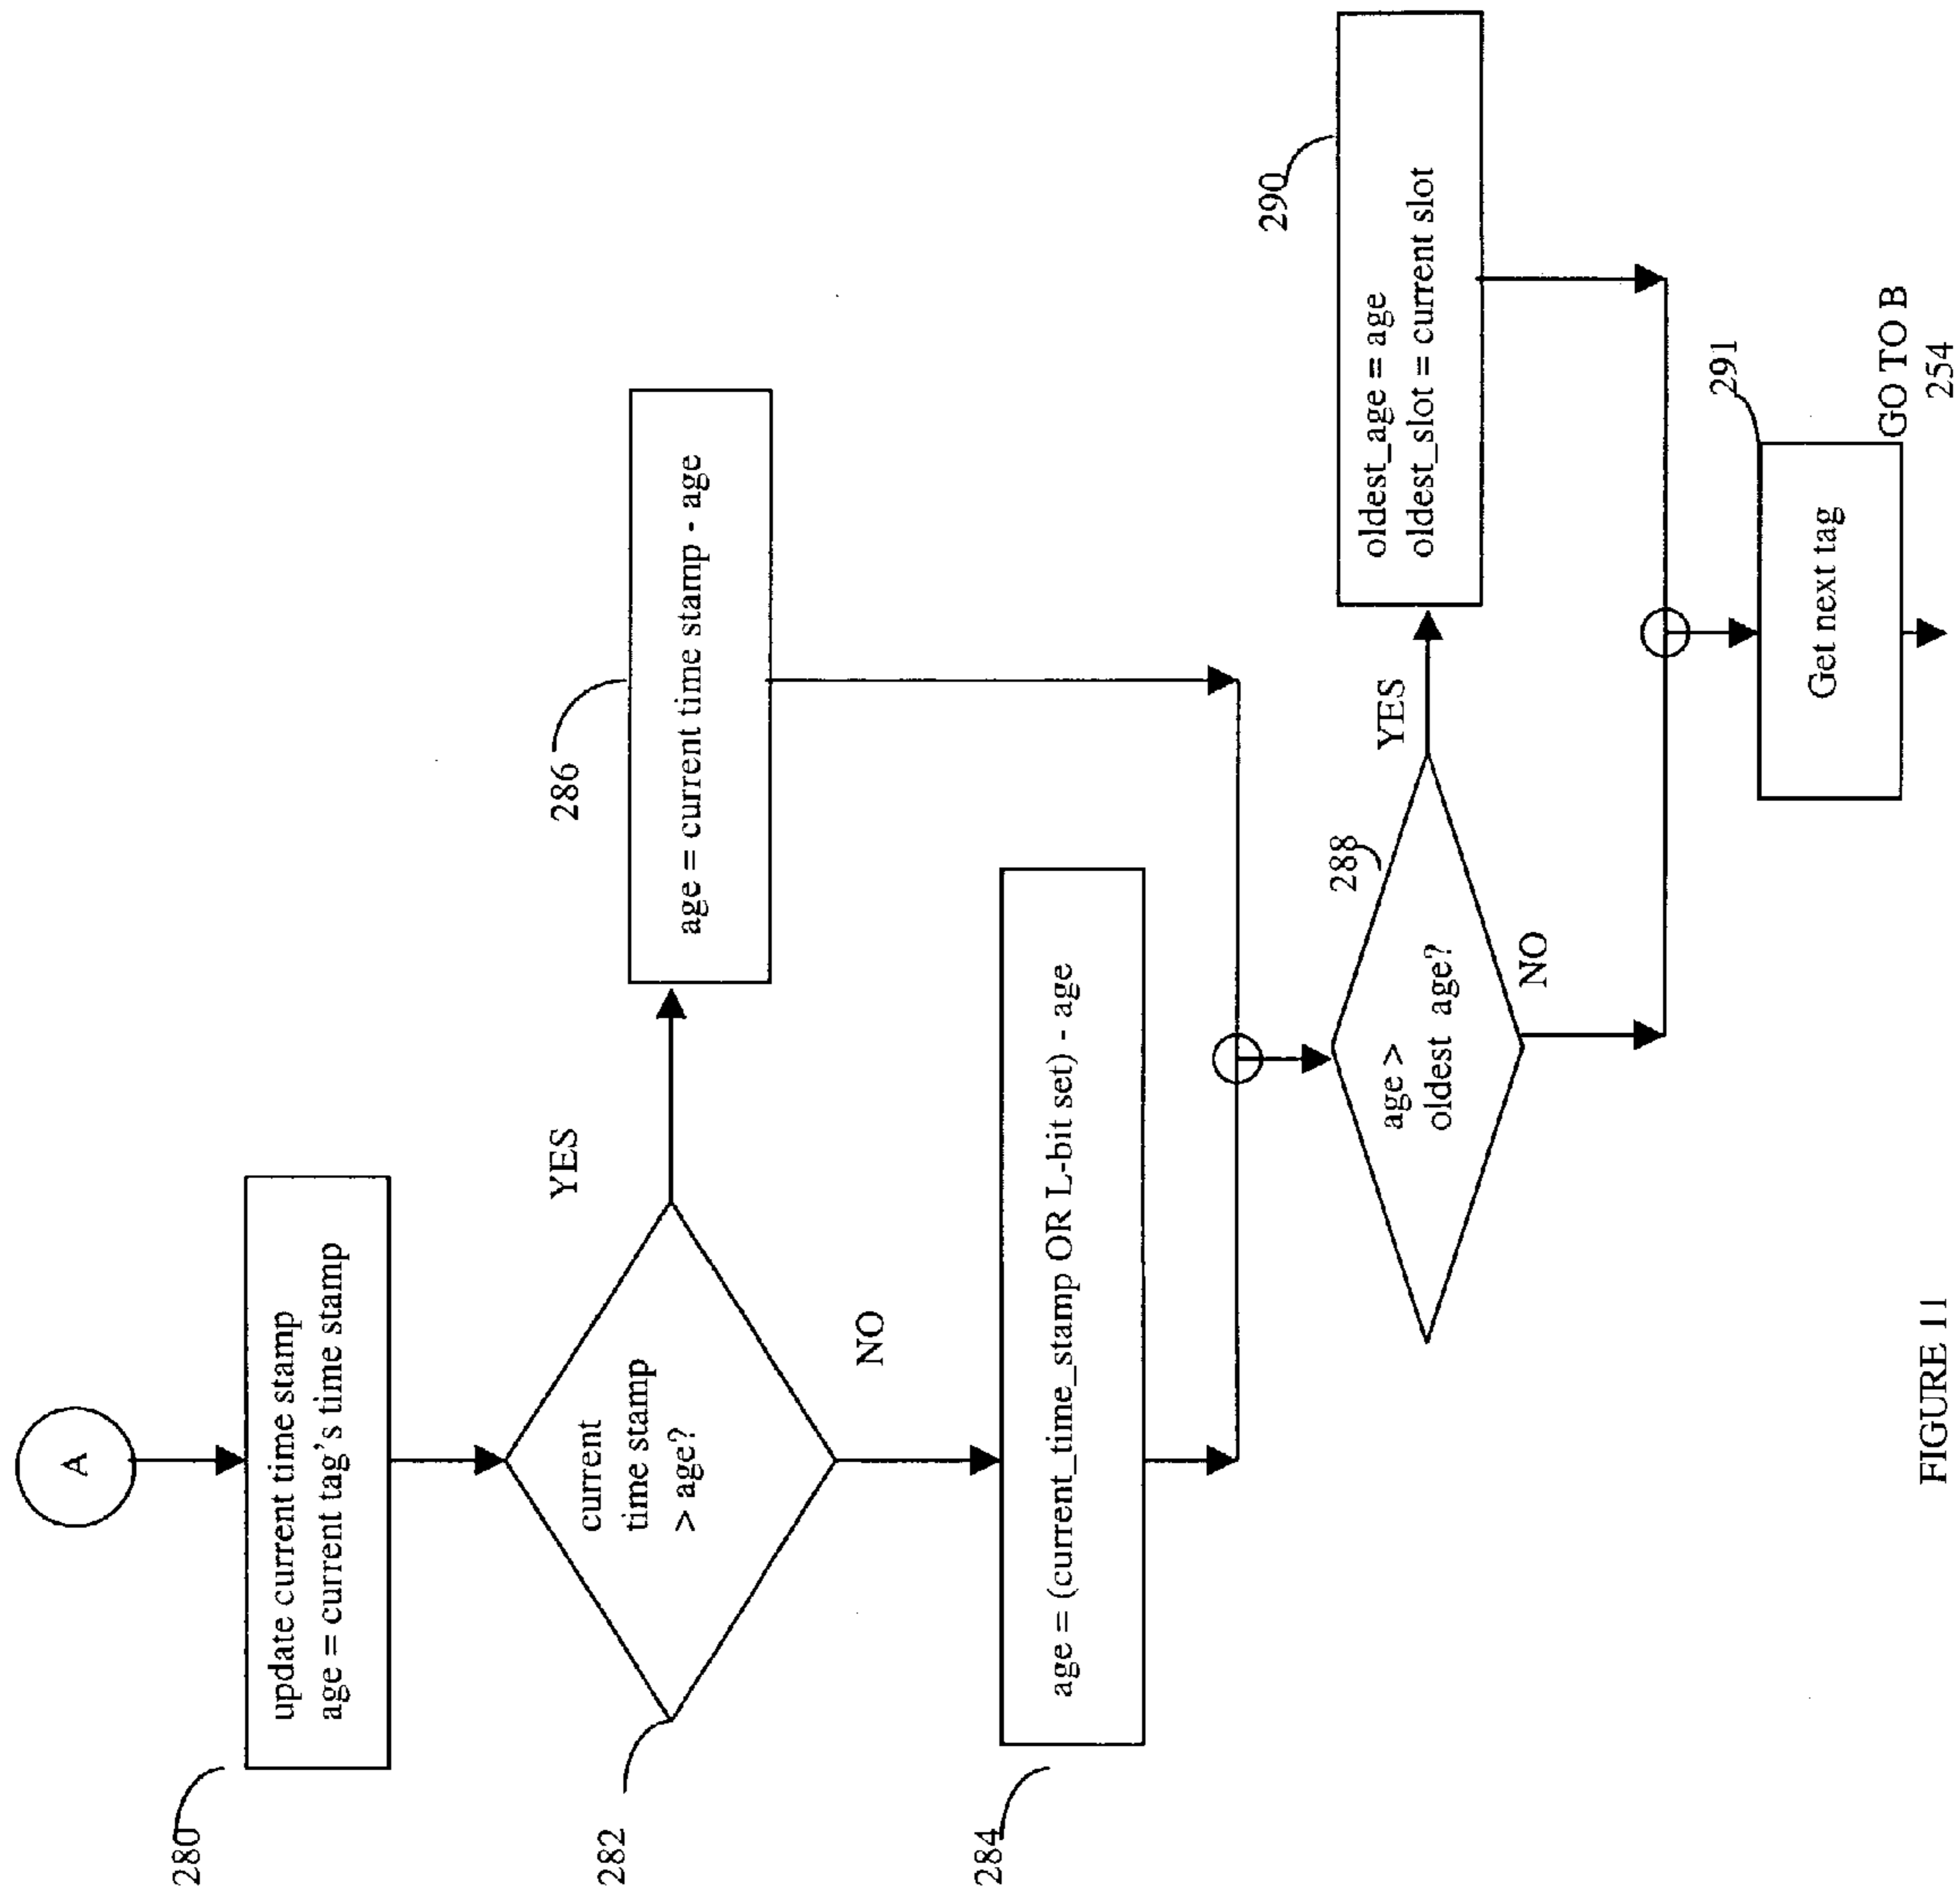 A
280
update current time stamp
age = current tag's time stamp
282
current
time stamp
> age?
YES
286
age = current time stamp - age
NO
284
age = (current_time_stamp OR L-bit set) - age
288
age >
oldest age?
YES
290
oldest_age = age
oldest_slot = current slot
NO
291
Get next tag
GO TO B
254
FIGURE 11